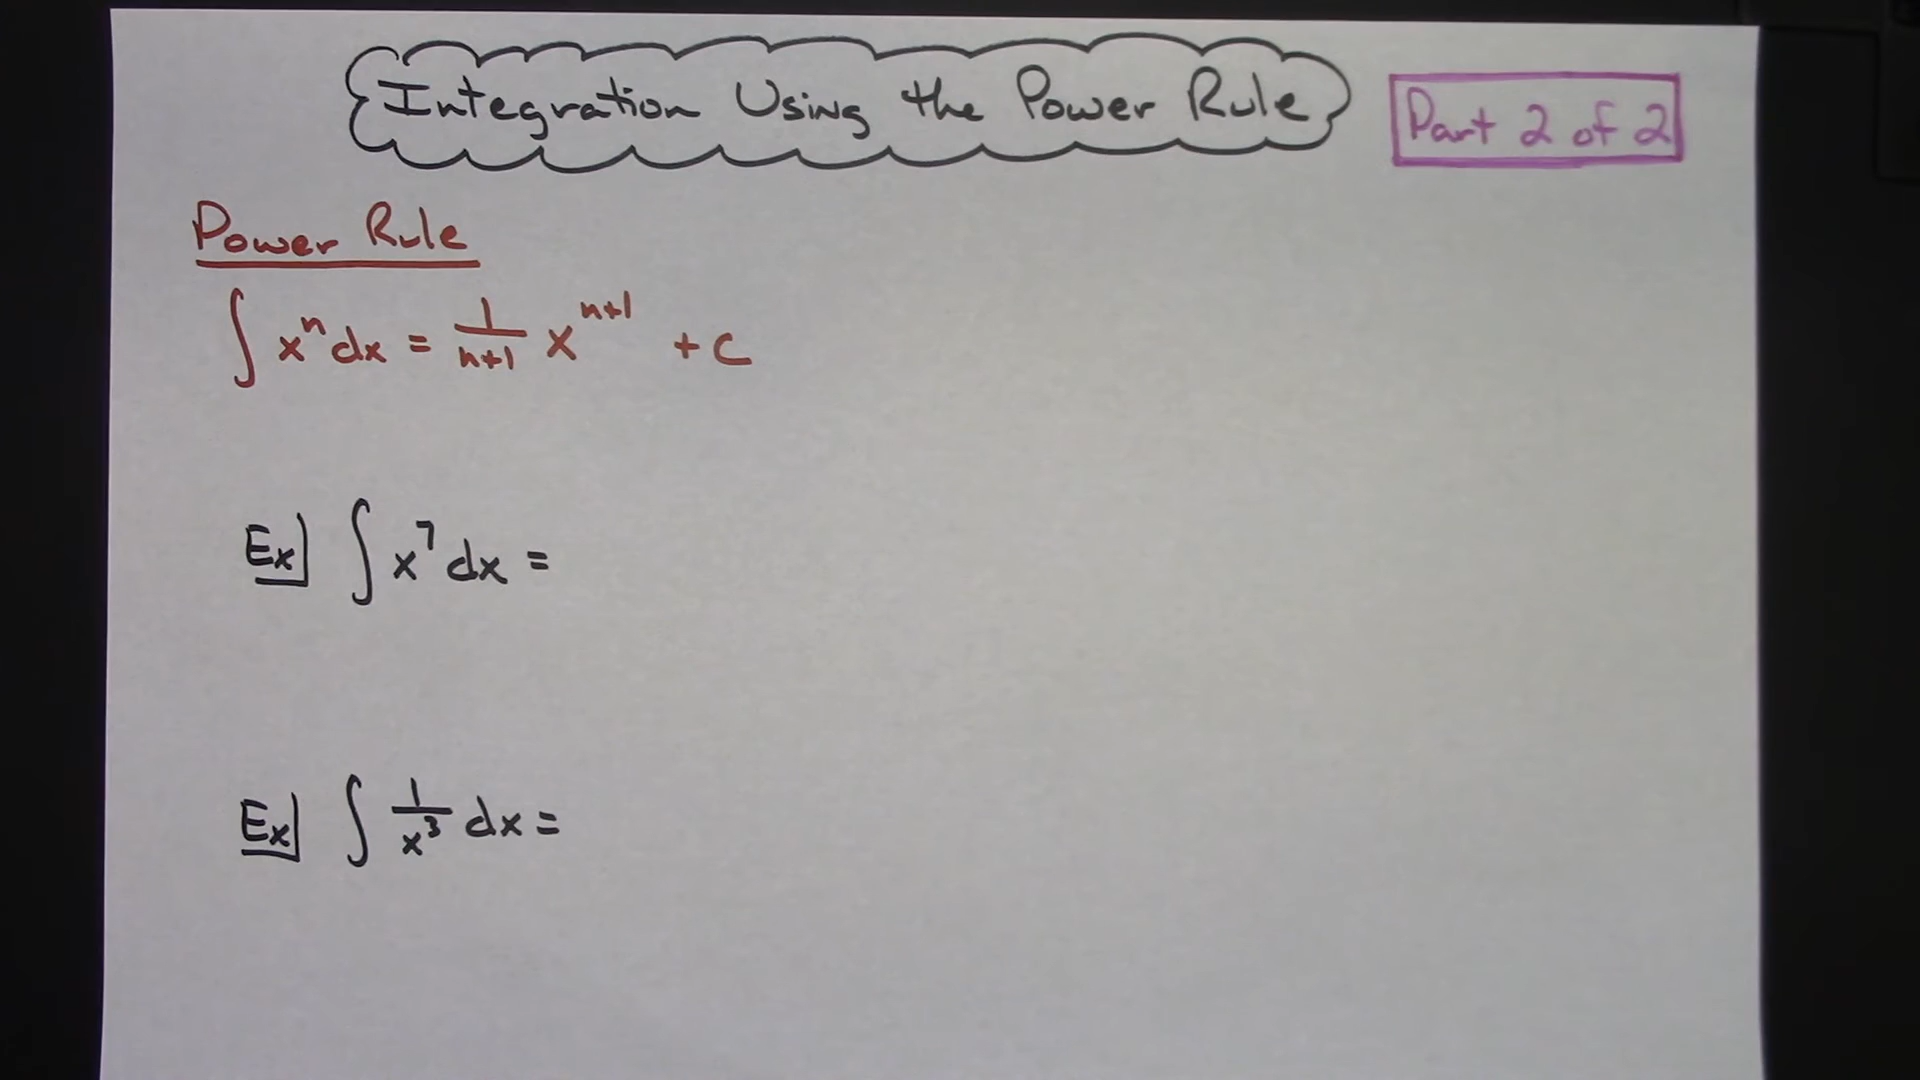 Integration Using the Power Rule
Part 2 of 2
Power Rule
∫ xⁿ dx = 1/(n+1) xⁿ⁺¹ + C
Ex ∫ x⁷ dx =
Ex ∫ 1/x³ dx =